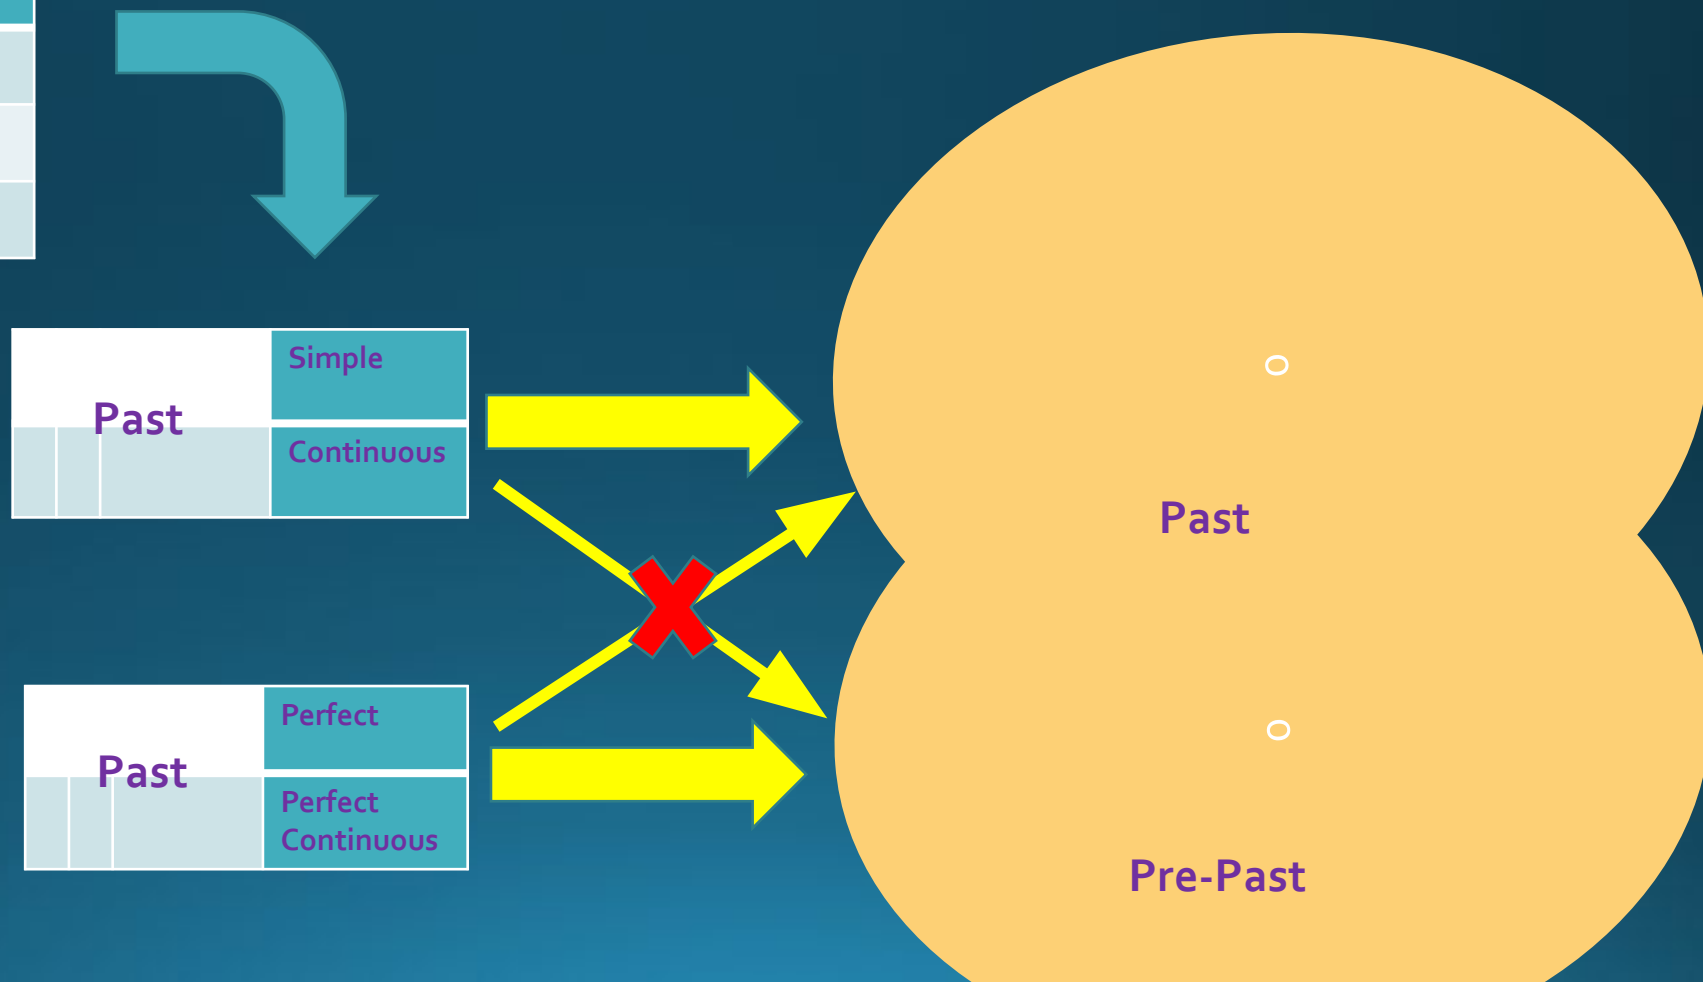 Past
Simple
Continuous
Past
Perfect
Perfect
Continuous
o
Past
o
Pre-Past